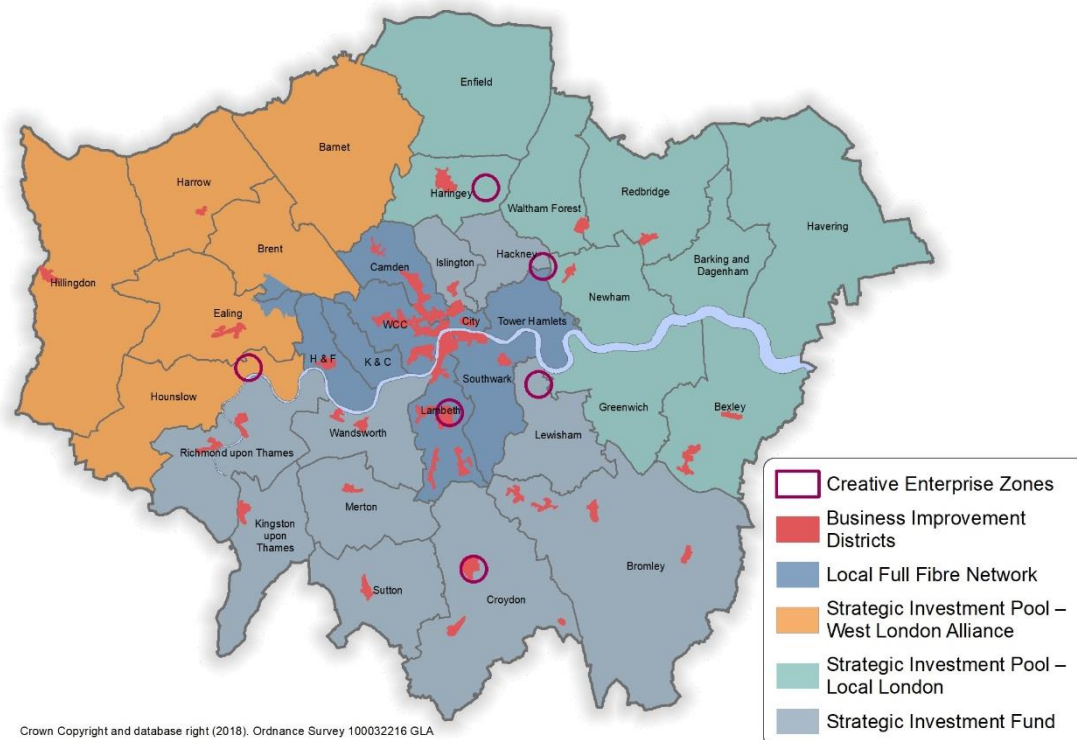 Enfield
Barnet
Harrow
Haringey
Redbridge
Waltham Forest
Havering
Brent
Hackney
Barking and
Dagenham
Camden
Islington
Hillingdon
Newham
Ealing
WCC
City
Tower Hamlets
H & F
K & C
Southwark
Hounslow
Greenwich
Bexley
Lambeth
Wandsworth
Lewisham
Richmond upon Thames
Merton
Kingston
upon
Thames
Bromley
Sutton
Croydon
Creative Enterprise Zones
Business Improvement
Districts
Local Full Fibre Network
Strategic Investment Pool –
West London Alliance
Strategic Investment Pool –
Local London
Strategic Investment Fund
Crown Copyright and database right (2018). Ordnance Survey 100032216 GLA